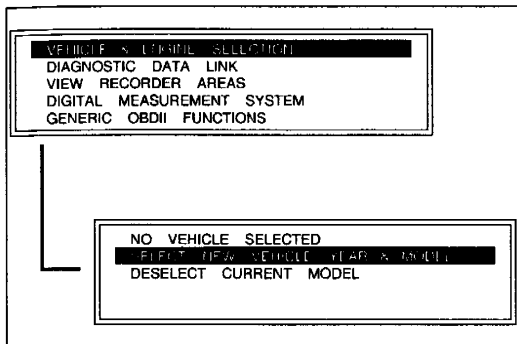 VEHICLE & ENGINE SELECTION
DIAGNOSTIC DATA LINK
VIEW RECORDER AREAS
DIGITAL MEASUREMENT SYSTEM
GENERIC OBDII FUNCTIONS
NO VEHICLE SELECTED
SELECT NEW VEHICLE YEAR & MODEL
DESELECT CURRENT MODEL